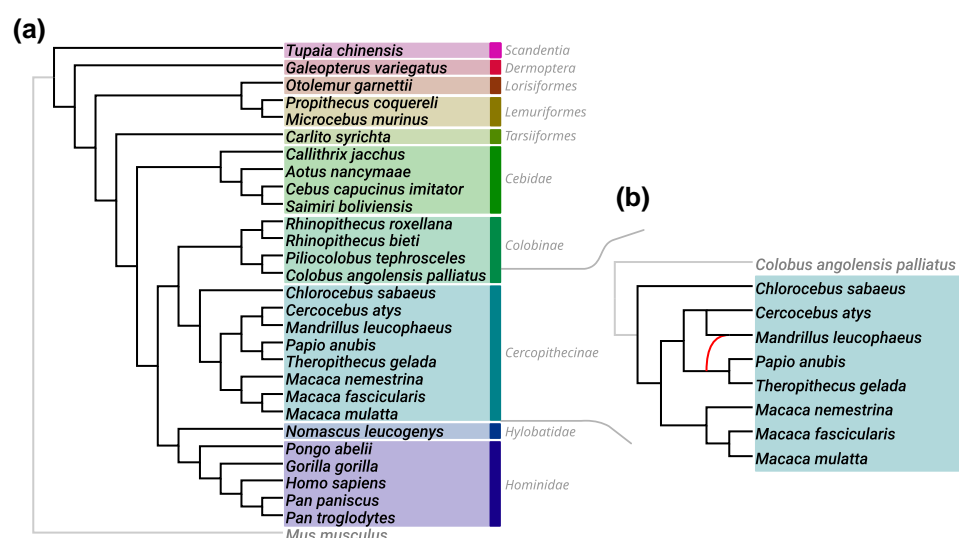 (a)
Tupaia chinensis
Scandentia
Galeopterus variegatus
Dermoptera
Otolemur garnettii
Lorisiformes
Propithecus coquereli
Microcebus murinus
Lemuriformes
Carlito syrichta
Tarsiiformes
Callithrix jacchus
Aotus nancymaae
Cebus capucinus imitator
Saimiri boliviensis
Cebidae
Rhinopithecus roxellana
Rhinopithecus bieti
Piliocolobus tephrosceles
Colobus angolensis palliatus
Colobinae
Chlorocebus sabaeus
Cercocebus atys
Mandrillus leucophaeus
Papio anubis
Theropithecus gelada
Macaca nemestrina
Macaca fascicularis
Macaca mulatta
Cercopithecinae
Nomascus leucogenys
Hylobatidae
Pongo abelii
Gorilla gorilla
Homo sapiens
Pan paniscus
Pan troglodytes
Hominidae
Mus musculus
(b)
Colobus angolensis palliatus
Chlorocebus sabaeus
Cercocebus atys
Mandrillus leucophaeus
Papio anubis
Theropithecus gelada
Macaca nemestrina
Macaca fascicularis
Macaca mulatta